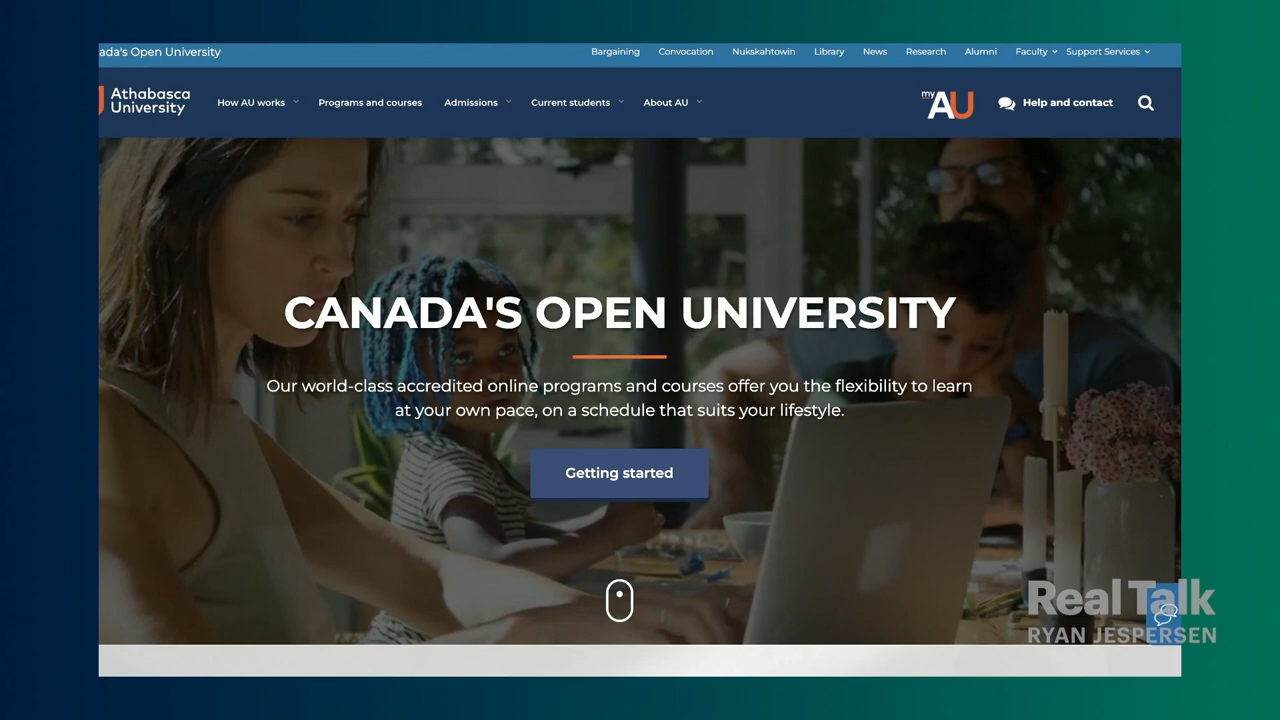 ada's Open University
Bargaining Convocation Nukskahtowin Library News Research Alumni Faculty Support Services
Athabasca
University
How AU works Programs and courses Admissions Current students About AU
my
AU
Help and contact
CANADA'S OPEN UNIVERSITY
Our world-class accredited online programs and courses offer you the flexibility to learn
at your own pace, on a schedule that suits your lifestyle.
Getting started
Real Talk
RYAN JESPERSEN